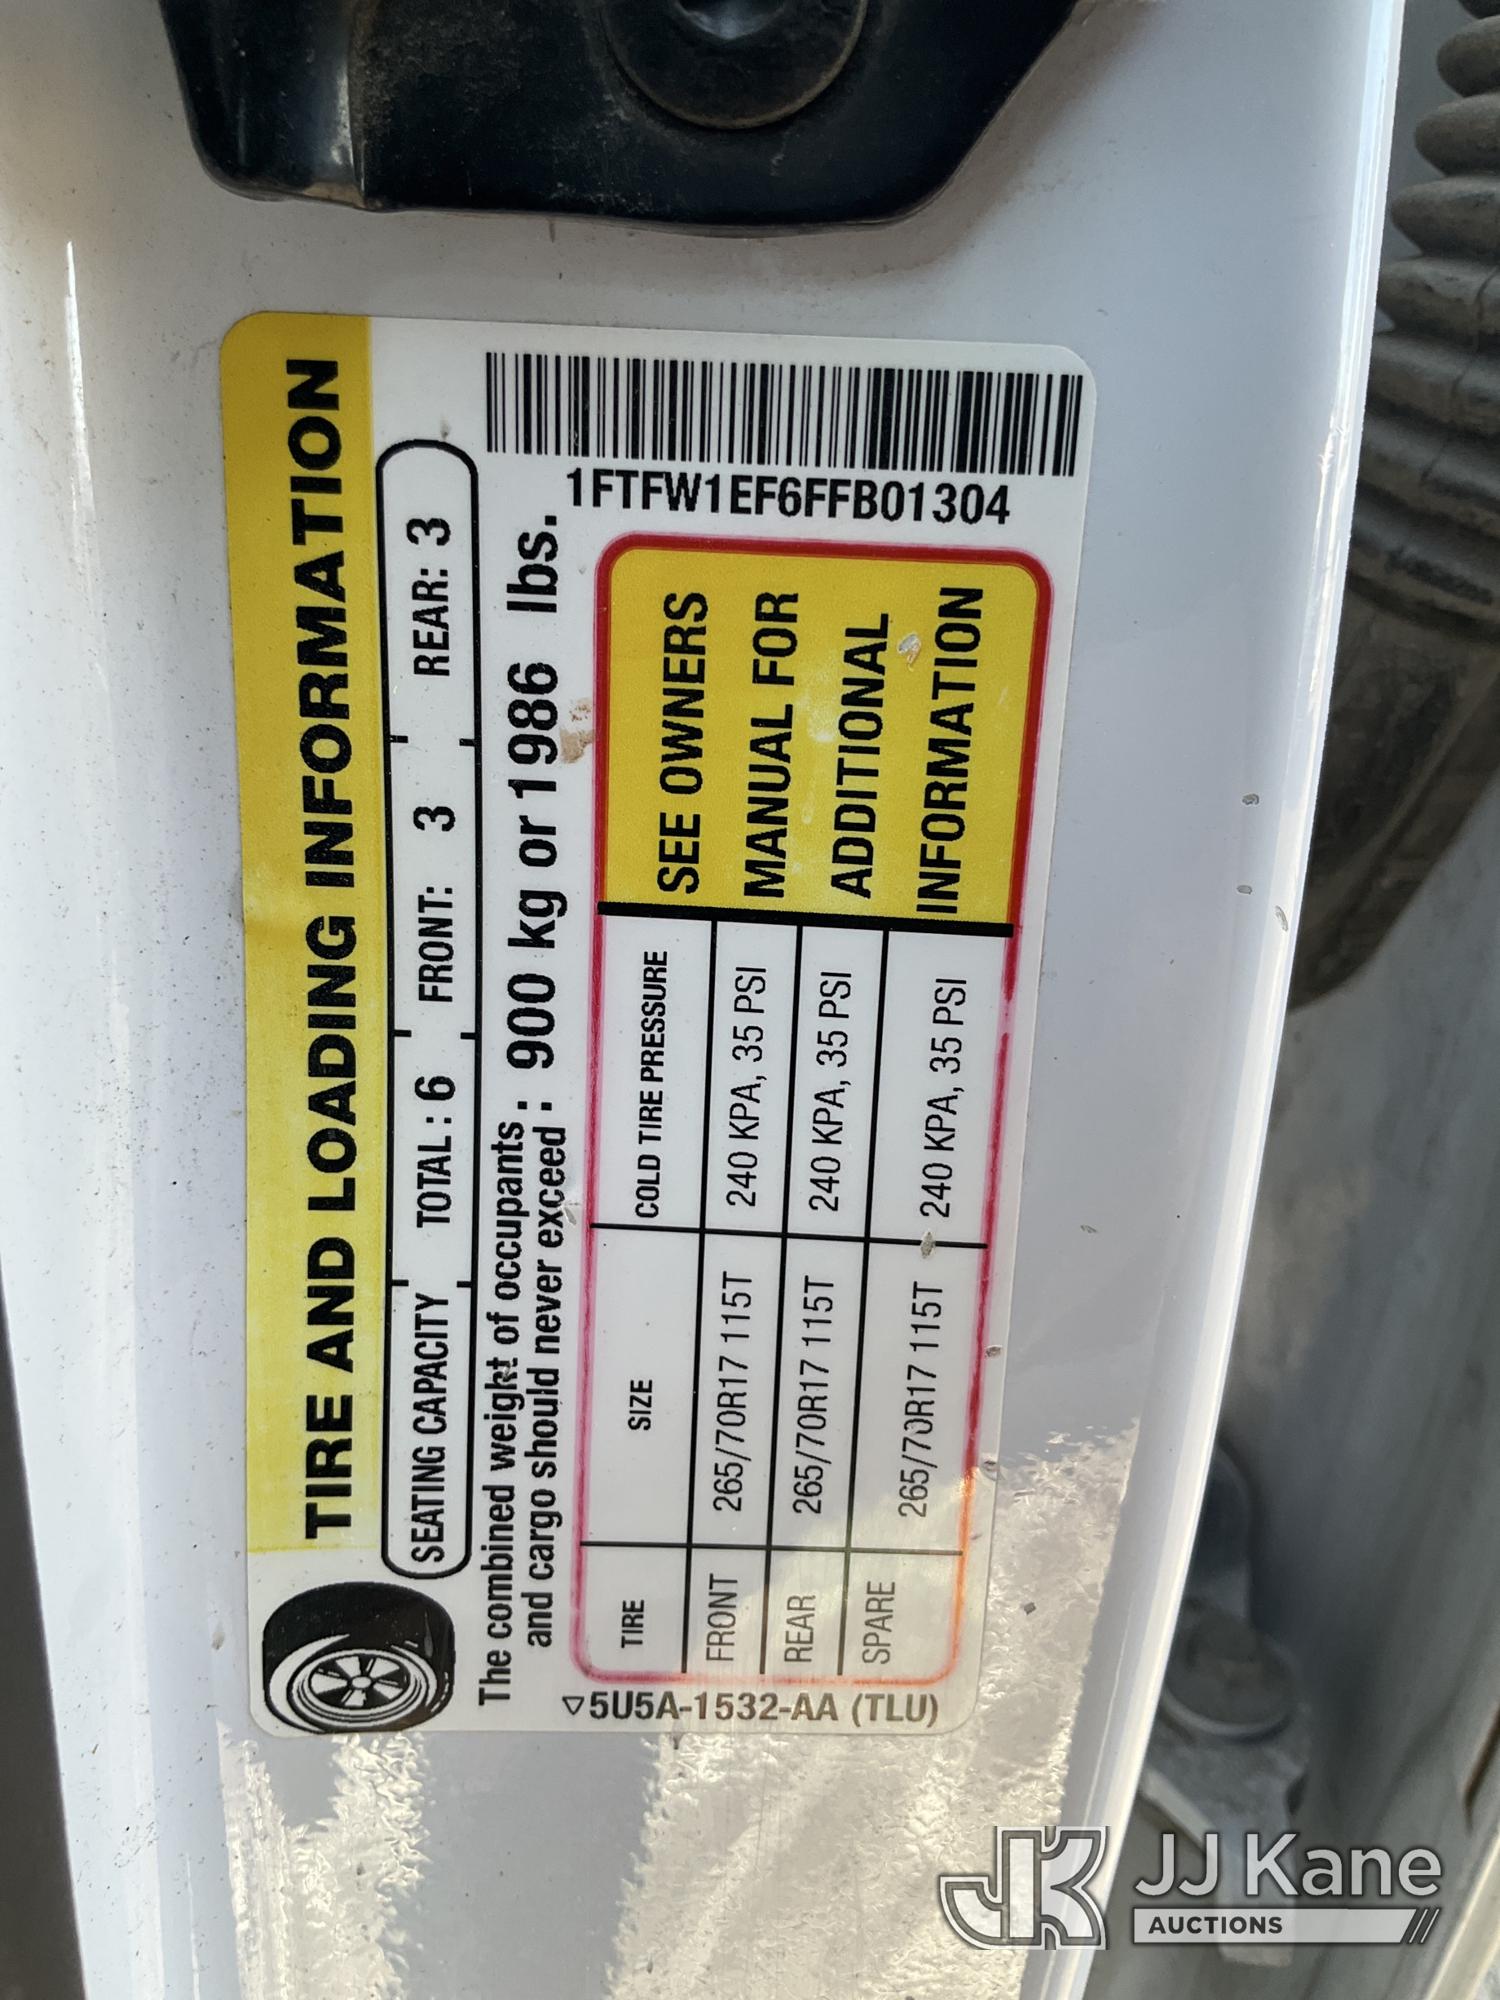 TIRE AND LOADING INFORMATION
SEATING CAPACITY TOTAL : 6 FRONT: 3 REAR: 3
The combined weight of occupants
and cargo should never exceed : 900 kg or 1986 lbs.
1FTFW1EF6FFB01304
TIRE SIZE COLD TIRE PRESSURE
FRONT 265/70R17 115T 240 KPA, 35 PSI
REAR 265/70R17 115T 240 KPA, 35 PSI
SPARE 265/70R17 115T 240 KPA, 35 PSI
SEE OWNERS
MANUAL FOR
ADDITIONAL
INFORMATION
5U5A-1532-AA (TLU)
JK JJ Kane
AUCTIONS